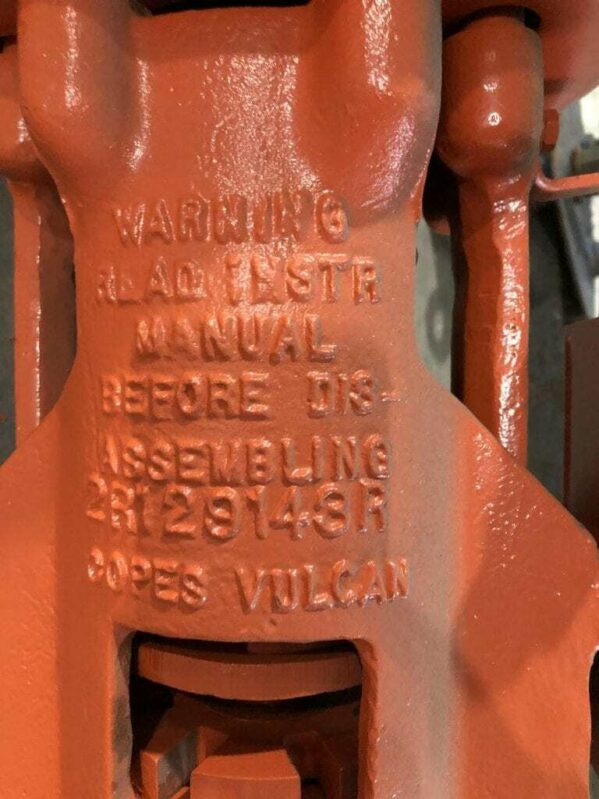 WARNING
READ INSTR
MANUAL
BEFORE DIS-
ASSEMBLING
2R129143R
COPES VULCAN